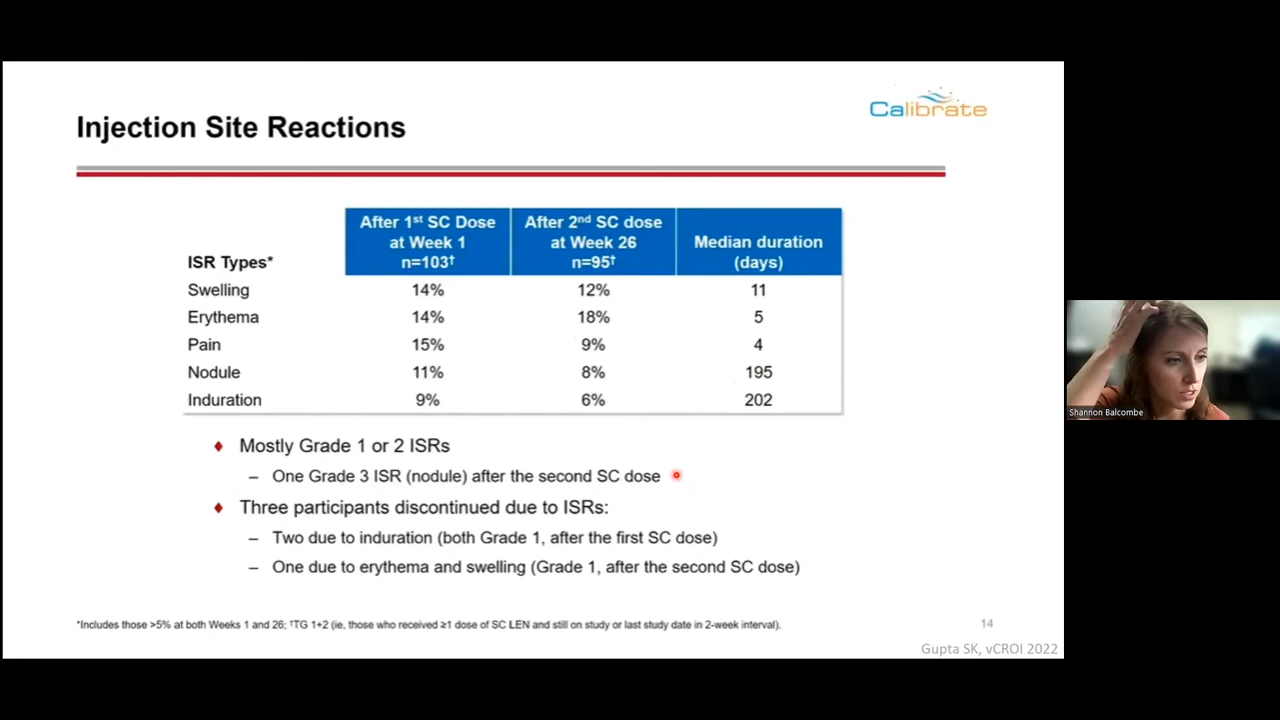 Calibrate
Injection Site Reactions
ISR Types*
After 1st SC Dose
at Week 1
n=103†
After 2nd SC dose
at Week 26
n=95†
Median duration
(days)
Swelling 14% 12% 11
Erythema 14% 18% 5
Pain 15% 9% 4
Nodule 11% 8% 195
Induration 9% 6% 202
♦ Mostly Grade 1 or 2 ISRs
– One Grade 3 ISR (nodule) after the second SC dose
♦ Three participants discontinued due to ISRs:
– Two due to induration (both Grade 1, after the first SC dose)
– One due to erythema and swelling (Grade 1, after the second SC dose)
*Includes those >5% at both Weeks 1 and 26; †TG 1+2 (ie, those who received ≥1 dose of SC LEN and still on study or last study date in 2-week interval).
14
Gupta SK, vCROI 2022
Shannon Balcombe